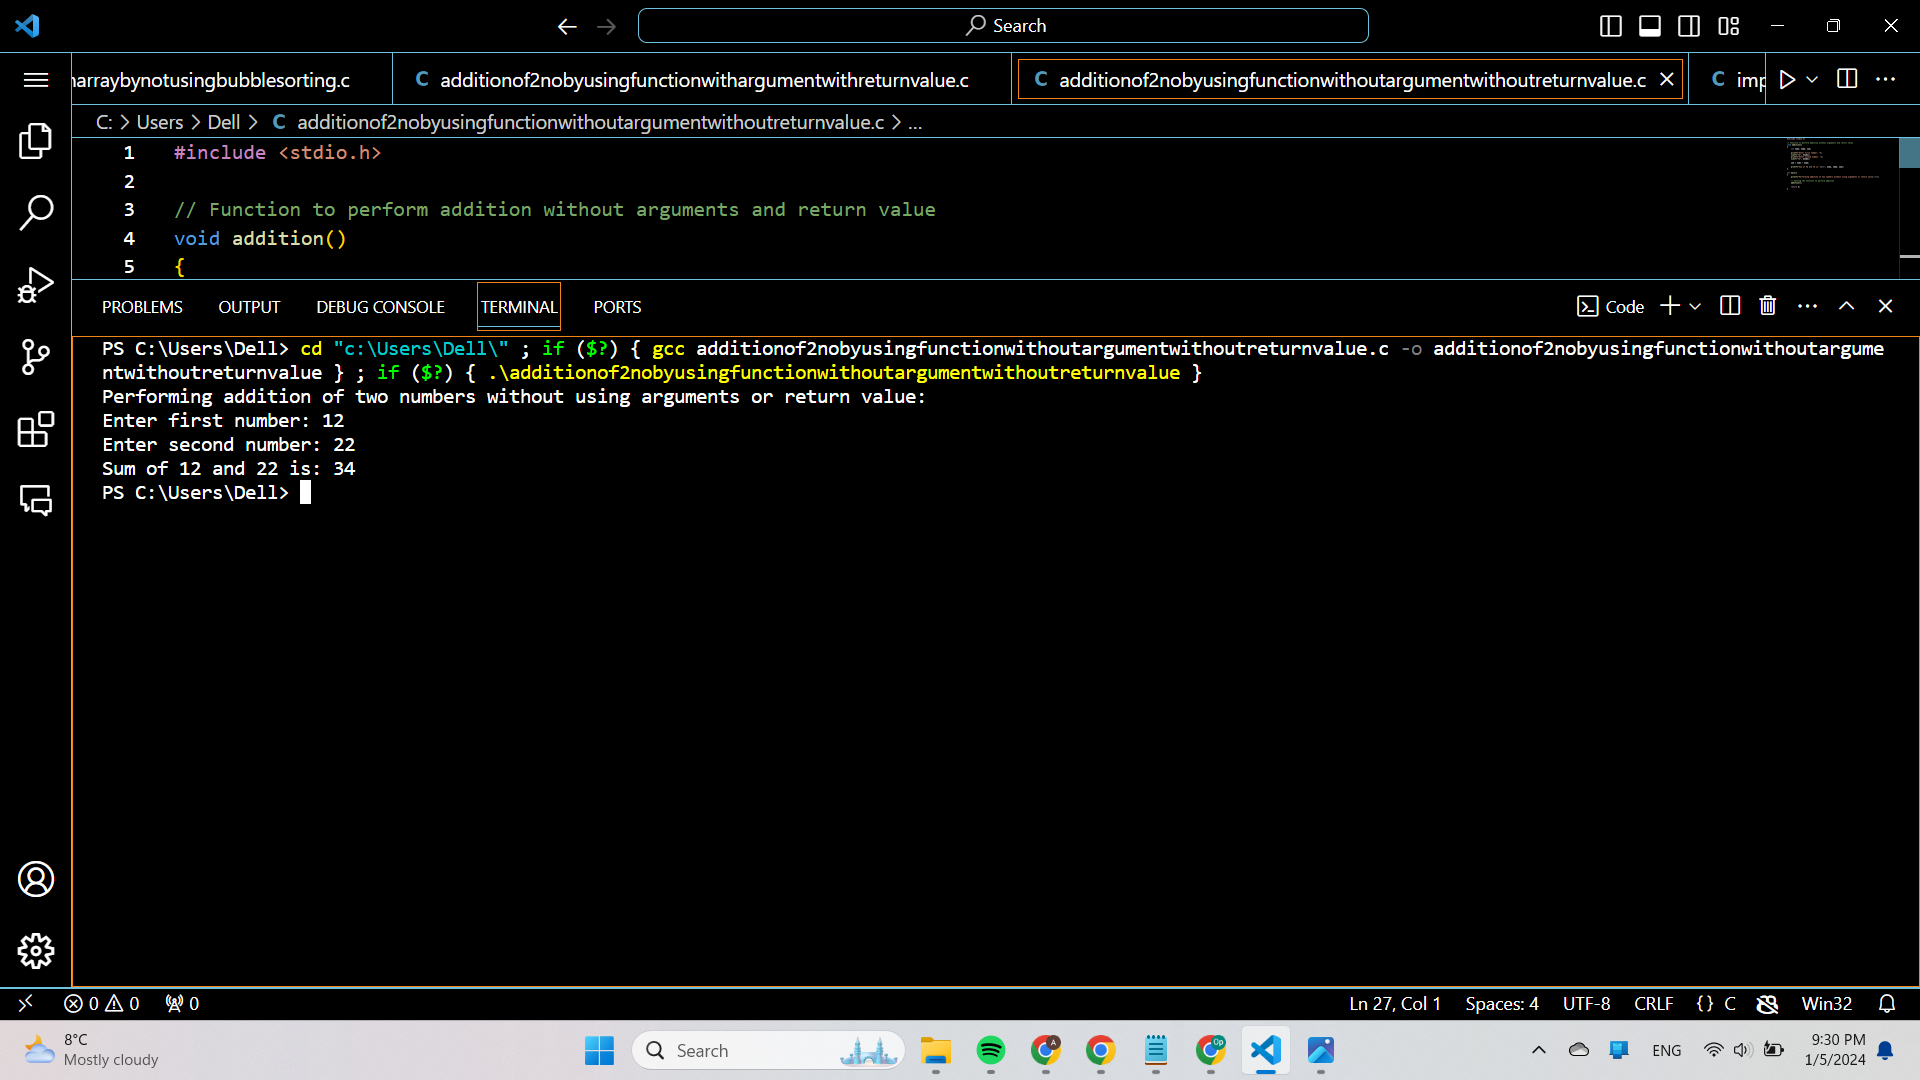 Search
narraybynotusingbubblesorting.c
C additionof2nobyusingfunctionwithargumentwithreturnvalue.c
C additionof2nobyusingfunctionwithoutargumentwithoutreturnvalue.c
C imp
C: > Users > Dell > C additionof2nobyusingfunctionwithoutargumentwithoutreturnvalue.c > ...
1 #include <stdio.h>
2
3 // Function to perform addition without arguments and return value
4 void addition()
5 {
PROBLEMS OUTPUT DEBUG CONSOLE TERMINAL PORTS Code
PS C:\Users\Dell> cd "c:\Users\Dell\" ; if ($?) { gcc additionof2nobyusingfunctionwithoutargumentwithoutreturnvalue.c -o additionof2nobyusingfunctionwithoutargume
ntwithoutreturnvalue } ; if ($?) { .\additionof2nobyusingfunctionwithoutargumentwithoutreturnvalue }
Performing addition of two numbers without using arguments or return value:
Enter first number: 12
Enter second number: 22
Sum of 12 and 22 is: 34
PS C:\Users\Dell>
0 0 0 Ln 27, Col 1 Spaces: 4 UTF-8 CRLF {} C Win32
8°C
Mostly cloudy
Search
A
Op
ENG
9:30 PM
1/5/2024